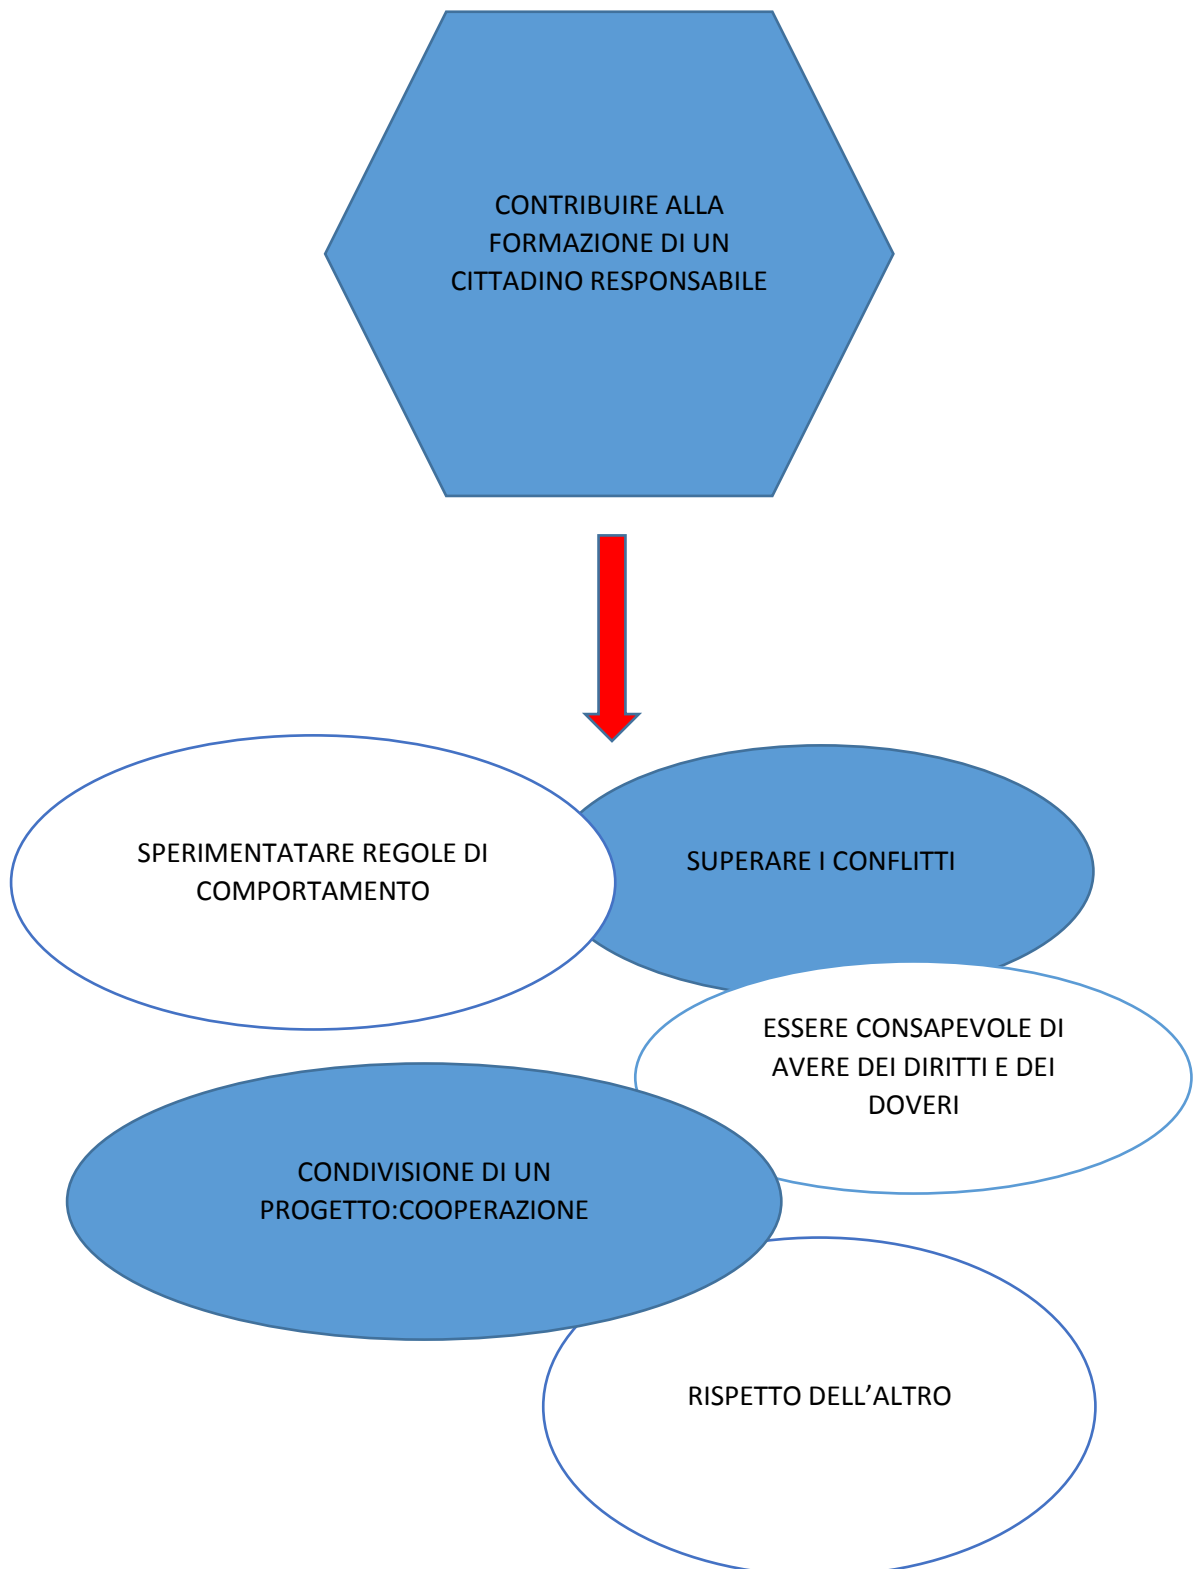 CONTRIBUIRE ALLA
FORMAZIONE DI UN
CITTADINO RESPONSABILE
SPERIMENTATARE REGOLE DI
COMPORTAMENTO
SUPERARE I CONFLITTI
ESSERE CONSAPEVOLE DI
AVERE DEI DIRITTI E DEI
DOVERI
CONDIVISIONE DI UN
PROGETTO:COOPERAZIONE
RISPETTO DELL’ALTRO